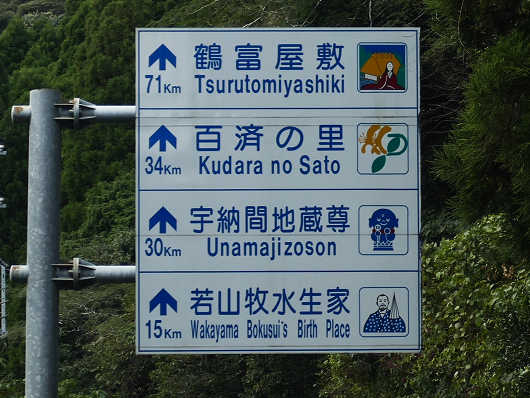 鶴富屋敷
71Km Tsurutomiyashiki
百済の里
34Km Kudara no Sato
宇納間地蔵尊
30Km Unamajizoson
若山牧水生家
15Km Wakayama Bokusui's Birth Place